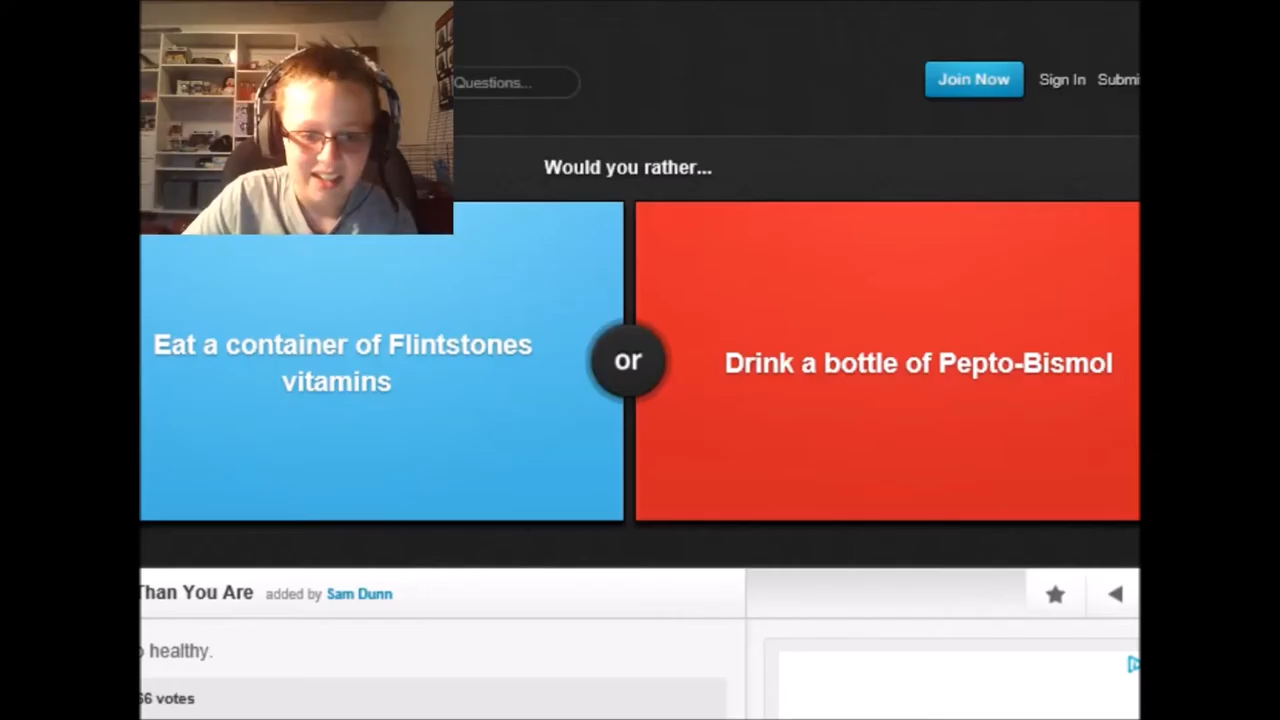 Questions...
Join Now
Sign In
Submi
Would you rather...
Eat a container of Flintstones
vitamins
or
Drink a bottle of Pepto-Bismol
Than You Are added by Sam Dunn
o healthy.
66 votes